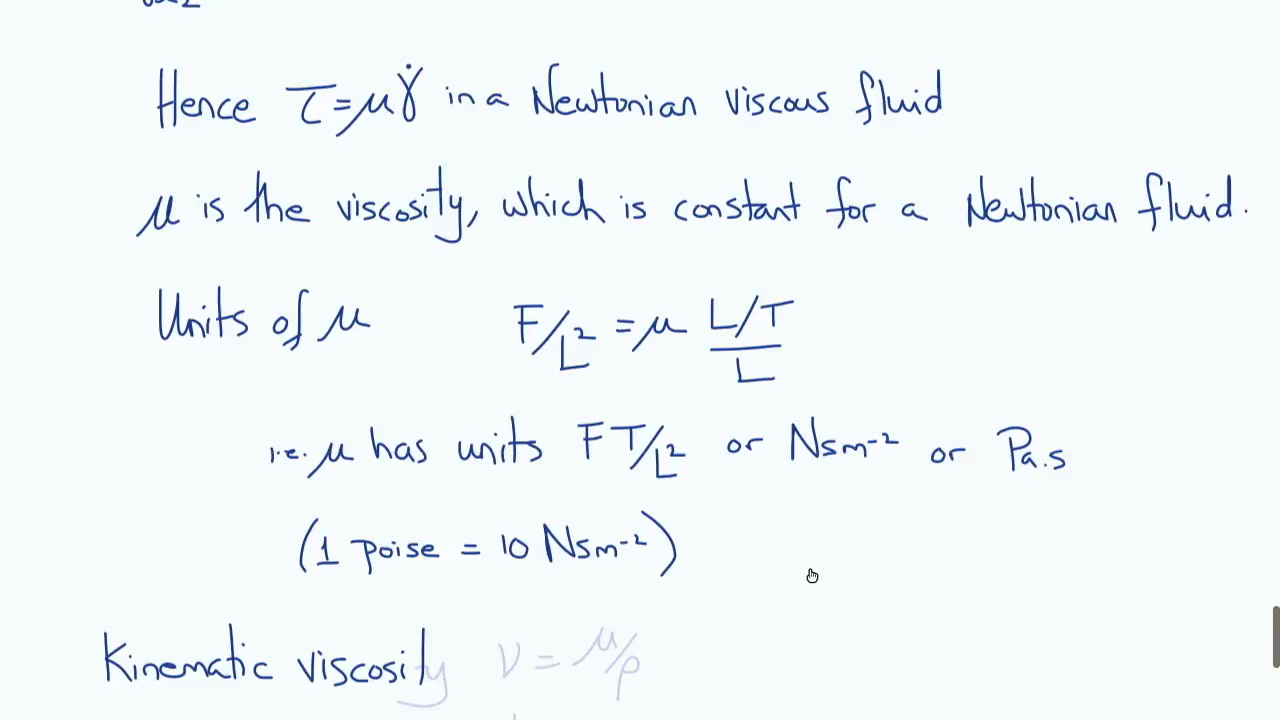 Hence τ = μγ̇ in a Newtonian viscous fluid
μ is the viscosity, which is constant for a Newtonian fluid.
Units of μ F/L² = μ (L/T)/L
i.e. μ has units FT/L² or Nsm⁻² or Pa.s
(1 poise = 10 Nsm⁻²)
Kinematic viscosity ν = μ/ρ